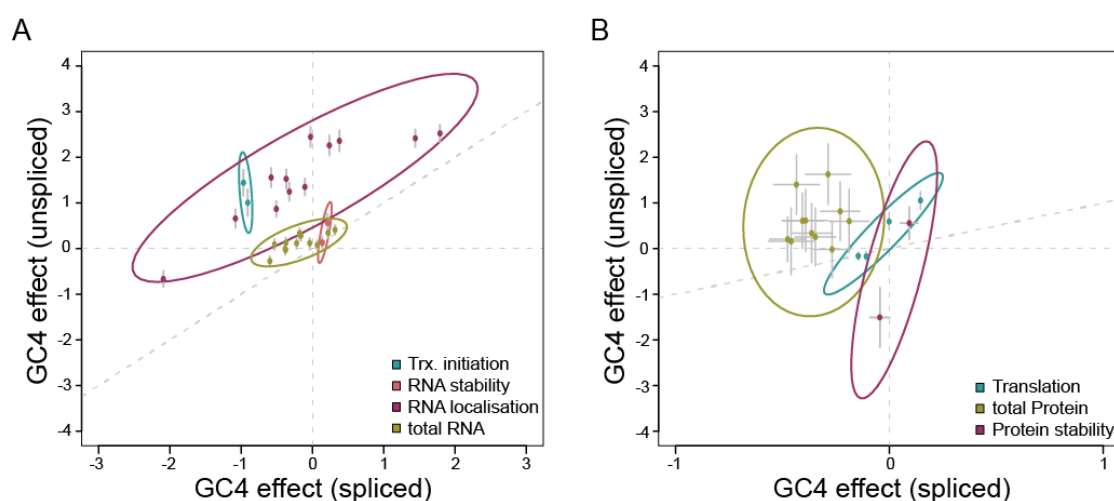 A
GC4 effect (unspliced)
4
3
2
1
0
-1
-2
-3
-4
-3
-2
-1
0
1
2
3
GC4 effect (spliced)
Trx. initiation
RNA stability
RNA localisation
total RNA
B
GC4 effect (unspliced)
4
3
2
1
0
-1
-2
-3
-4
-1
0
1
GC4 effect (spliced)
Translation
total Protein
Protein stability